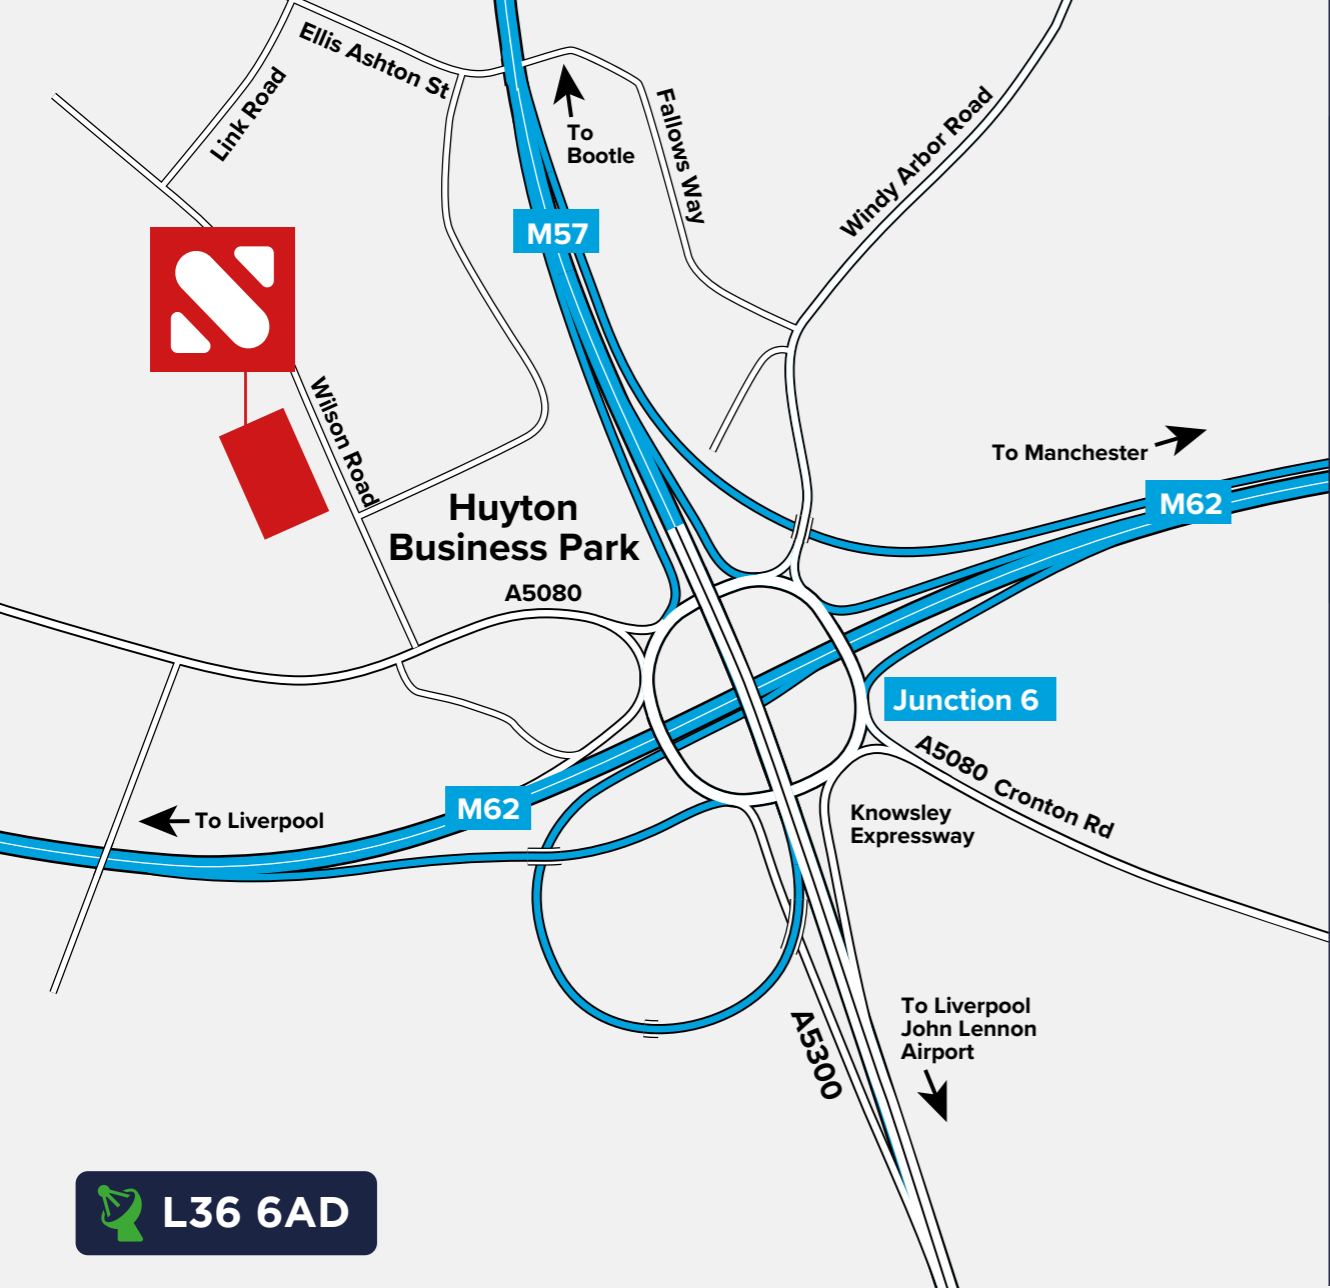 Ellis Ashton St
Link Road
To
Bootle
Fallows Way
Windy Arbor Road
M57
Wilson Road
To Manchester
M62
Huyton
Business Park
A5080
Junction 6
A5080 Cronton Rd
M62
To Liverpool
Knowsley
Expressway
A5300
To Liverpool
John Lennon
Airport
L36 6AD